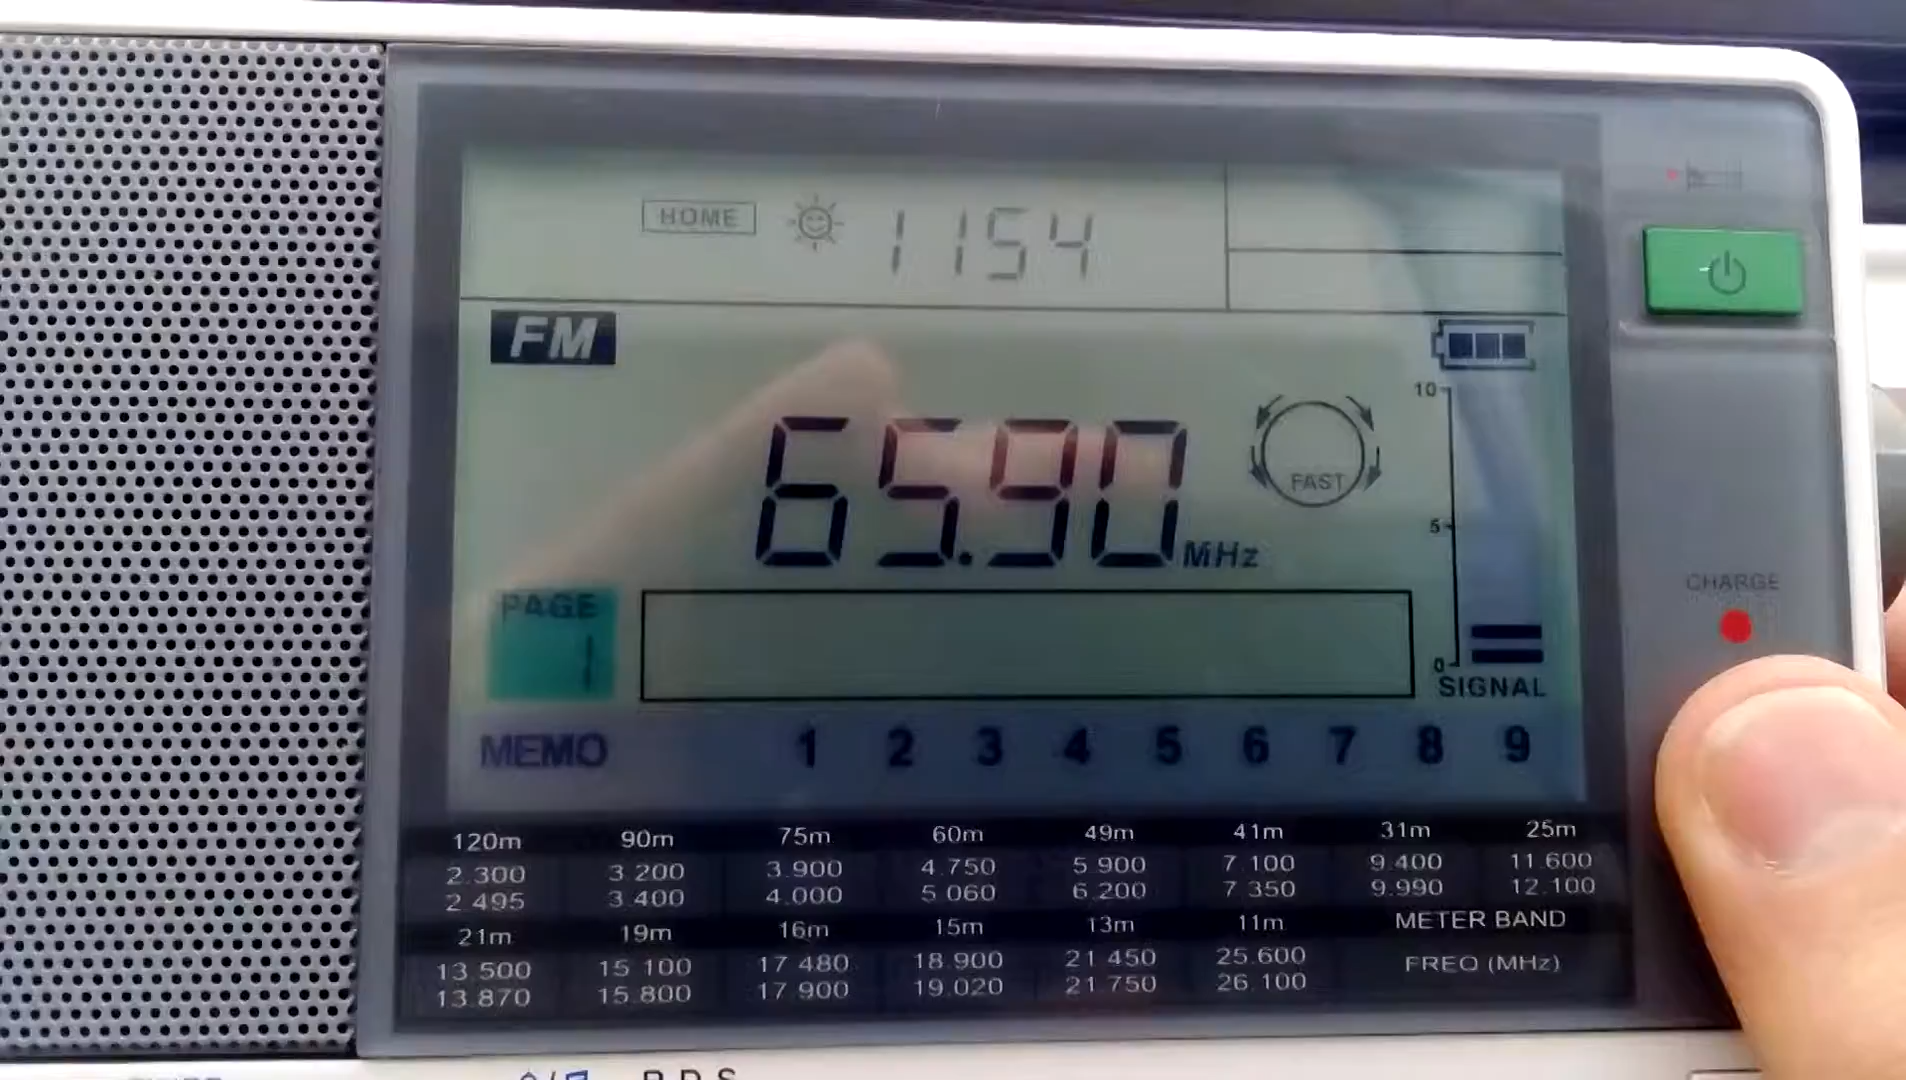 HOME 1154
FM
10
65.90 MHz
FAST
5
CHARGE
PAGE
1
0
SIGNAL
MEMO 1 2 3 4 5 6 7 8 9
120m 90m 75m 60m 49m 41m 31m 25m
2.300 3 200 3.900 4.750 5.900 7 100 9.400 11.600
2 495 3.400 4.000 5 060 6.200 7 350 9.990 12.100
21m 19m 16m 15m 13m 11m METER BAND
13.500 15 100 17 480 18.900 21 450 25.600 FREQ (MHz)
13.870 15.800 17 900 19.020 21 750 26.100
R D S